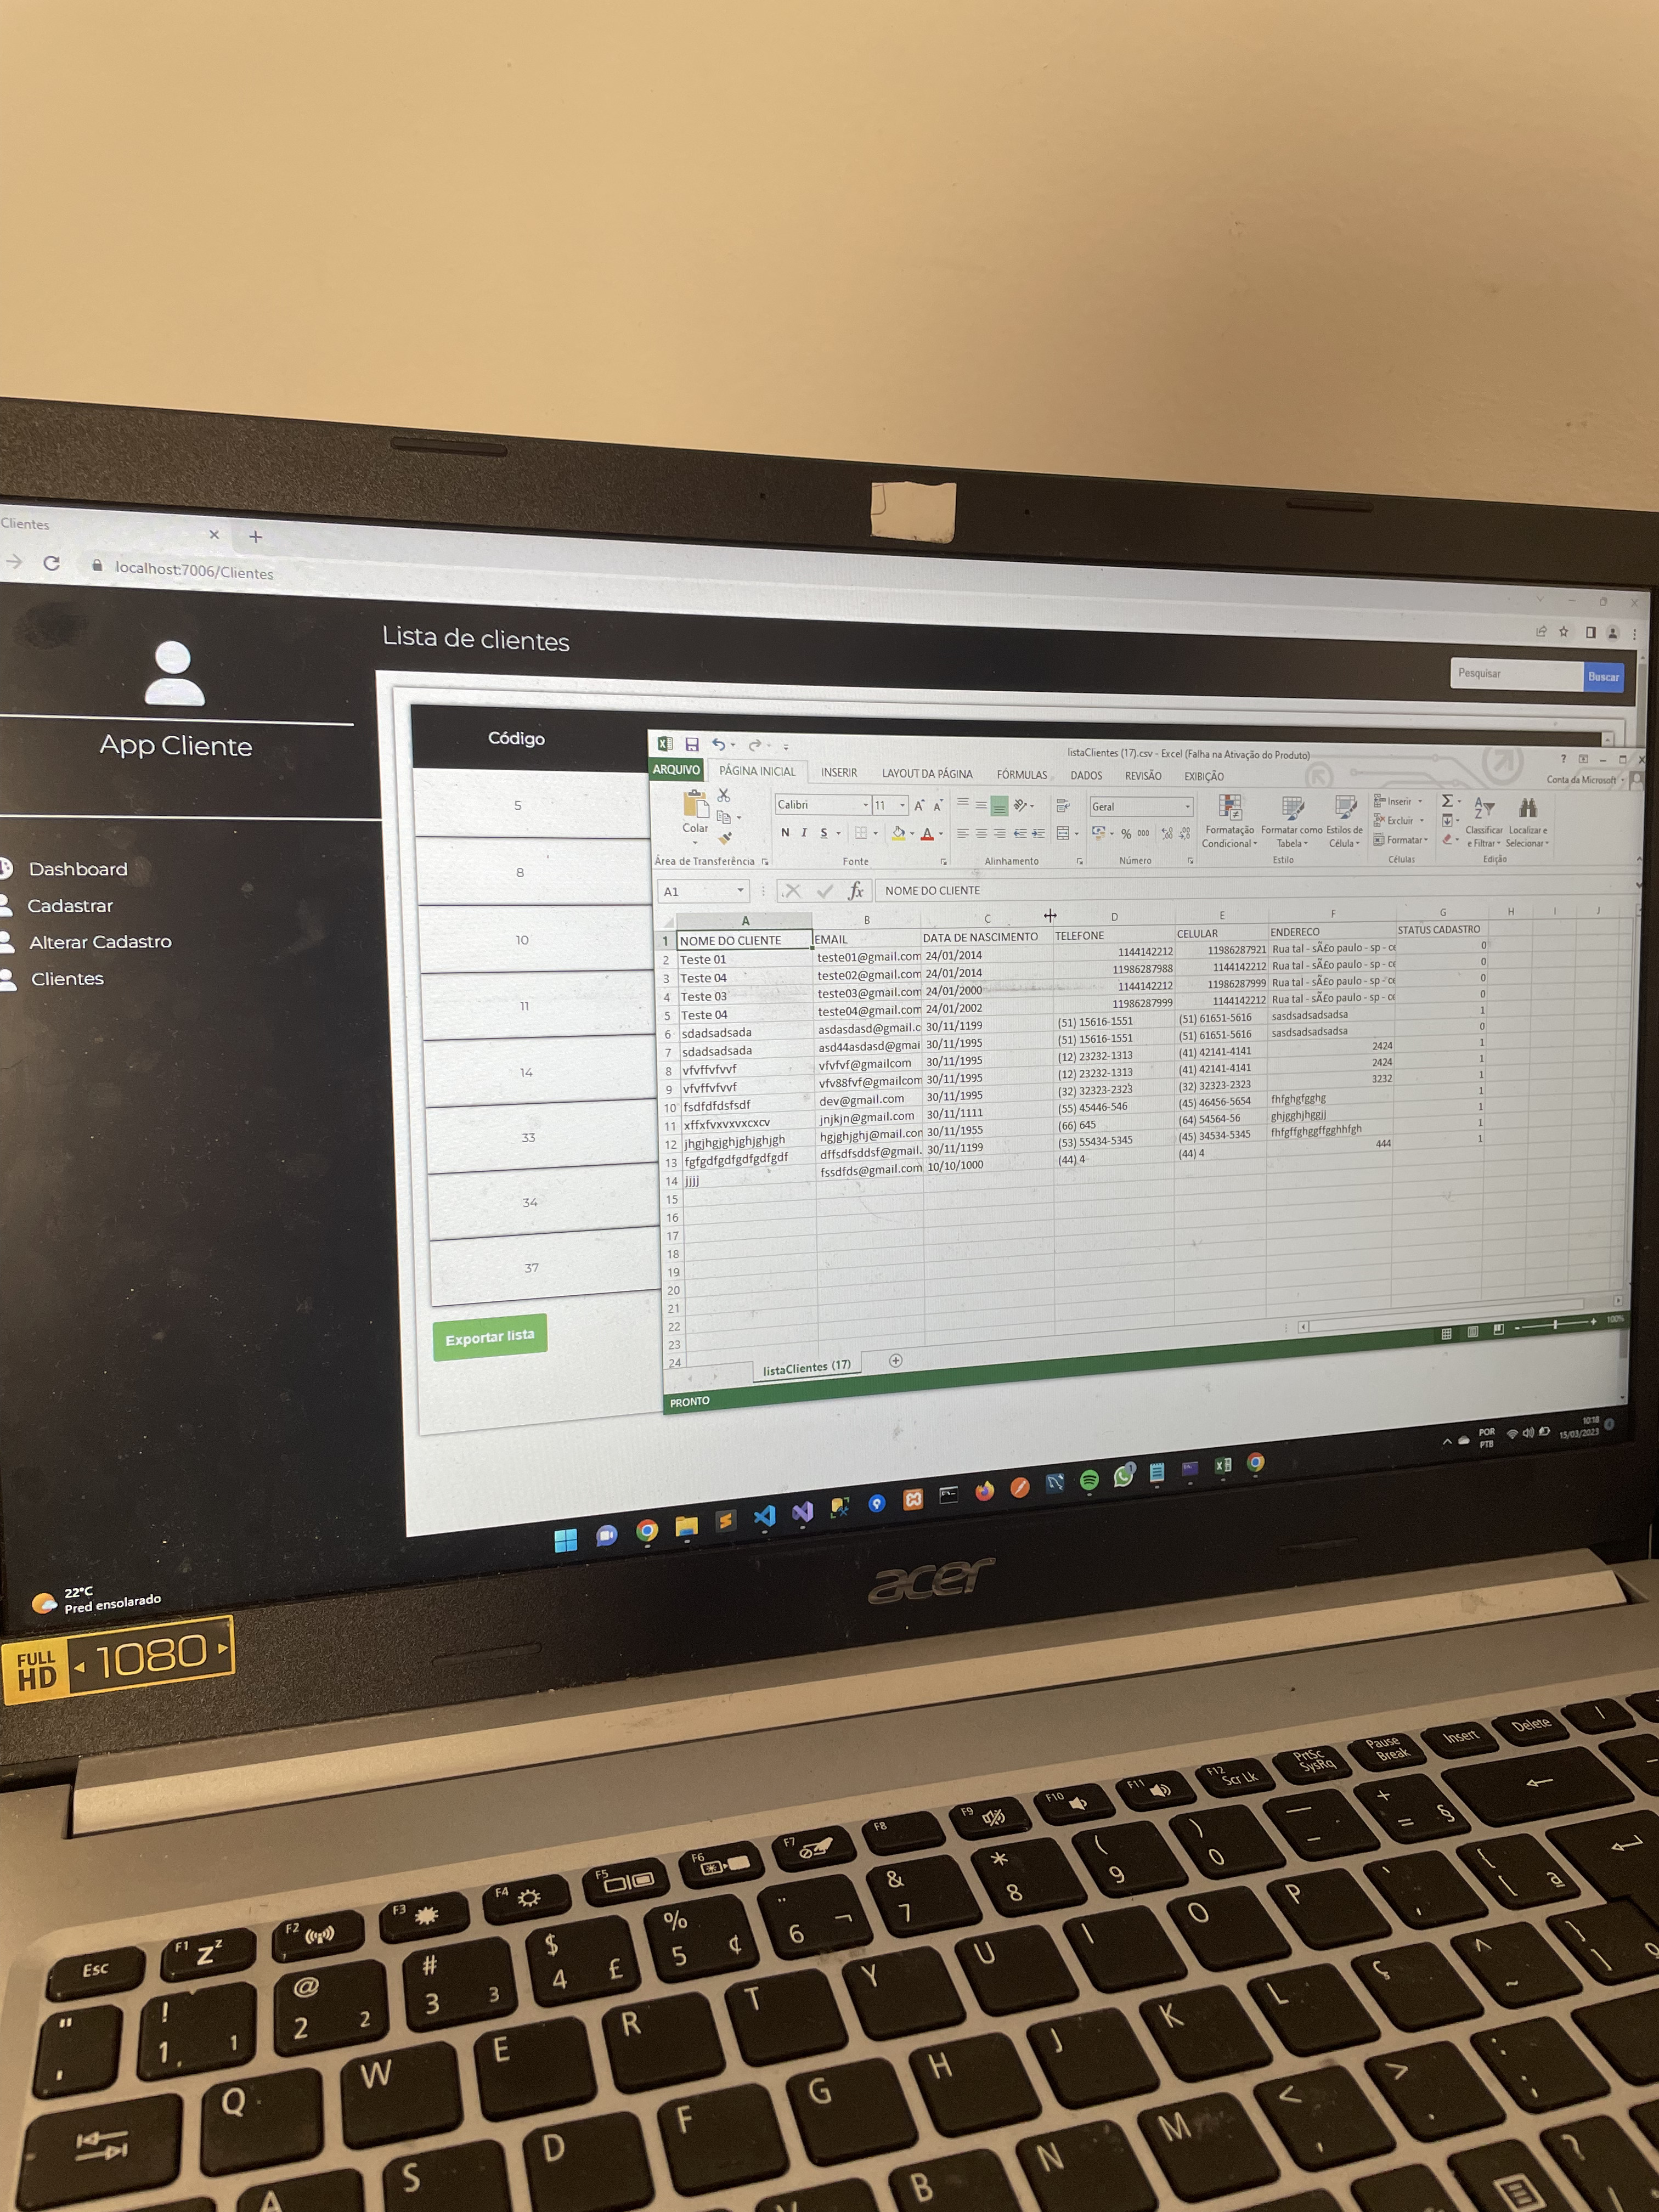 Clientes
localhost:7006/Clientes
Lista de clientes
Pesquisar
Buscar
App Cliente
Dashboard
Cadastrar
Alterar Cadastro
Clientes
Código
5
8
10
11
14
33
34
37
Exportar lista
listaClientes (17).csv - Excel (Falha na Ativação do Produto)
Conta da Microsoft
ARQUIVO PÁGINA INICIAL INSERIR LAYOUT DA PÁGINA FÓRMULAS DADOS REVISÃO EXIBIÇÃO
Colar
Calibri 11
N I S
Geral
% 000
Formatação Condicional
Formatar como Tabela
Estilos de Célula
Inserir
Excluir
Formatar
Classificar e Filtrar
Localizar e Selecionar
Área de Transferência Fonte Alinhamento Número Estilo Células Edição
A1 fx NOME DO CLIENTE
A B C D E F G H I J
1 NOME DO CLIENTE EMAIL DATA DE NASCIMENTO TELEFONE CELULAR ENDERECO STATUS CADASTRO
2 Teste 01 teste01@gmail.com 24/01/2014 1144142212 11986287921 Rua tal - sÃ£o paulo - sp - ce 0
3 Teste 04 teste02@gmail.com 24/01/2014 11986287988 1144142212 Rua tal - sÃ£o paulo - sp - ce 0
4 Teste 03 teste03@gmail.com 24/01/2000 1144142212 11986287999 Rua tal - sÃ£o paulo - sp - ce 0
5 Teste 04 teste04@gmail.com 24/01/2002 11986287999 1144142212 Rua tal - sÃ£o paulo - sp - ce 0
6 sdadsadsada asdasdasd@gmail.c 30/11/1199 (51) 15616-1551 (51) 61651-5616 sasdsadsadsadsa 1
7 sdadsadsada asd44asdasd@gmai 30/11/1995 (51) 15616-1551 (51) 61651-5616 sasdsadsadsadsa 0
8 vfvffvfvvf vfvfvf@gmailcom 30/11/1995 (12) 23232-1313 (41) 42141-4141 2424 1
9 vfvffvfvvf vfv88fvf@gmailcom 30/11/1995 (12) 23232-1313 (41) 42141-4141 2424 1
10 fsdfdfdsfsdf dev@gmail.com 30/11/1995 (32) 32323-2323 (32) 32323-2323 3232 1
11 xffxfvxvxvxcxcv jnjkjn@gmail.com 30/11/1111 (55) 45446-546 (45) 46456-5654 fhfghgfgghg 1
12 jhgjhgjghjghjghjgh hgjghjghj@mail.con 30/11/1955 (66) 645 (64) 54564-56 ghjgghjhggjj 1
13 fgfgdfgdfgdfgdfgdf dffsdfsddsf@gmail. 30/11/1199 (53) 55434-5345 (45) 34534-5345 fhfgffghggffgghhfgh 1
14 jjjj fssdfds@gmail.com 10/10/1000 (44) 4 (44) 4 444 1
15
16
17
18
19
20
21
22
23
24
listaClientes (17)
PRONTO
100%
POR
PTB
10:18
15/03/2023
22°C
Pred ensolarado
acer
FULL HD 1080
Esc F1 Zz F2 F3 F4 F5 F6 F7 F8 F9 F10 F11 F12 Scr Lk PrtSc SysRq Pause Break Insert Delete
" ' ! 1 1 @ 2 2 # 3 3 $ 4 £ % 5 ¢ ¨ 6 ¬ & 7 * 8 ( 9 ) 0 _ - + = §
Q W E R T Y U I O P ` ´ { [ ª
A S D F G H J K L Ç ^ ~ } ]
V B N M < , > . : ; ?